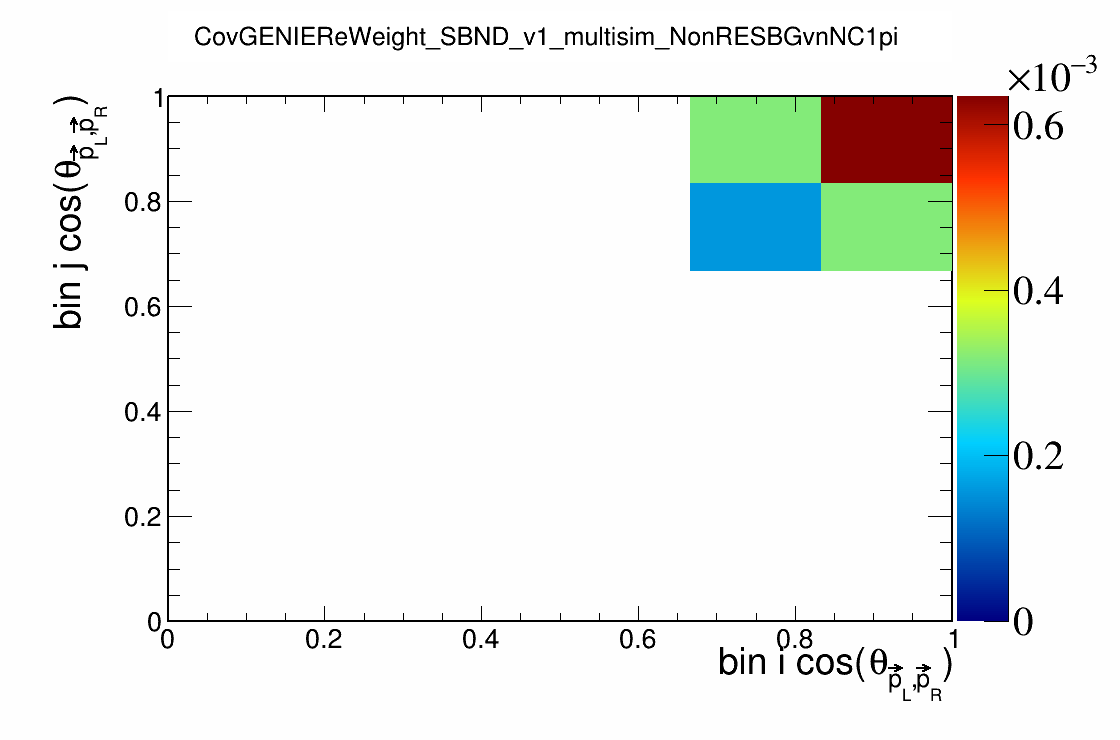 CovGENIEReWeight_SBND_v1_multisim_NonRESBGvnNC1pi
×10⁻³
bin j cos(θ_{p⃗_L,p⃗_R})
1
0.8
0.6
0.4
0.2
0
0 0.2 0.4 0.6 0.8 1
bin i cos(θ_{p⃗_L,p⃗_R})
0.6
0.4
0.2
0